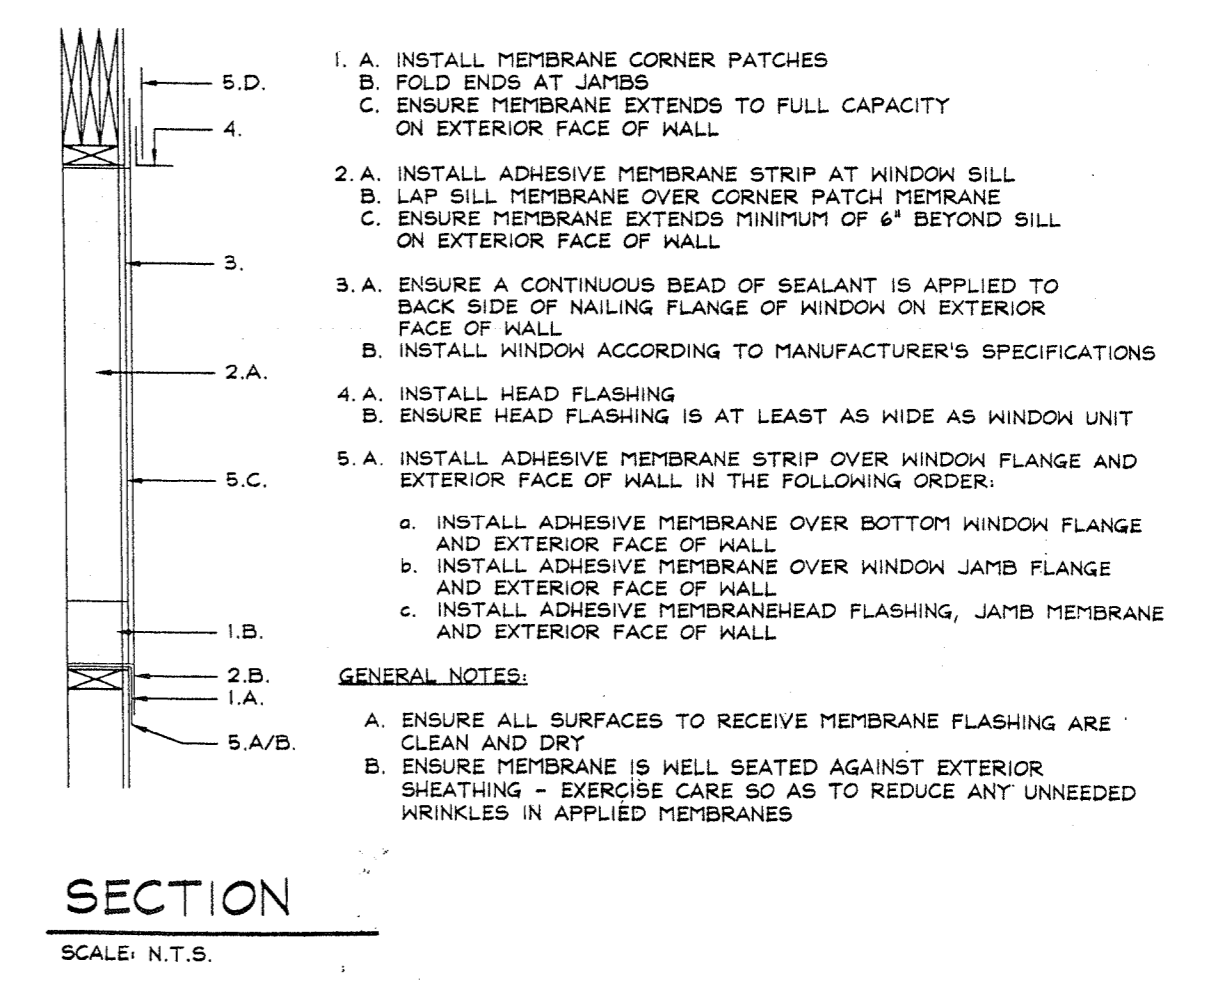 5.D.
4.
3.
2.A.
5.C.
1.B.
2.B.
1.A.
5.A/B.
1. A. INSTALL MEMBRANE CORNER PATCHES
B. FOLD ENDS AT JAMBS
C. ENSURE MEMBRANE EXTENDS TO FULL CAPACITY
ON EXTERIOR FACE OF WALL
2. A. INSTALL ADHESIVE MEMBRANE STRIP AT WINDOW SILL
B. LAP SILL MEMBRANE OVER CORNER PATCH MEMRANE
C. ENSURE MEMBRANE EXTENDS MINIMUM OF 6" BEYOND SILL
ON EXTERIOR FACE OF WALL
3. A. ENSURE A CONTINUOUS BEAD OF SEALANT IS APPLIED TO
BACK SIDE OF NAILING FLANGE OF WINDOW ON EXTERIOR
FACE OF WALL
B. INSTALL WINDOW ACCORDING TO MANUFACTURER'S SPECIFICATIONS
4. A. INSTALL HEAD FLASHING
B. ENSURE HEAD FLASHING IS AT LEAST AS WIDE AS WINDOW UNIT
5. A. INSTALL ADHESIVE MEMBRANE STRIP OVER WINDOW FLANGE AND
EXTERIOR FACE OF WALL IN THE FOLLOWING ORDER:
a. INSTALL ADHESIVE MEMBRANE OVER BOTTOM WINDOW FLANGE
AND EXTERIOR FACE OF WALL
b. INSTALL ADHESIVE MEMBRANE OVER WINDOW JAMB FLANGE
AND EXTERIOR FACE OF WALL
c. INSTALL ADHESIVE MEMBRANEHEAD FLASHING, JAMB MEMBRANE
AND EXTERIOR FACE OF WALL
GENERAL NOTES:
A. ENSURE ALL SURFACES TO RECEIVE MEMBRANE FLASHING ARE
CLEAN AND DRY
B. ENSURE MEMBRANE IS WELL SEATED AGAINST EXTERIOR
SHEATHING - EXERCISE CARE SO AS TO REDUCE ANY UNNEEDED
WRINKLES IN APPLIED MEMBRANES
SECTION
SCALE: N.T.S.